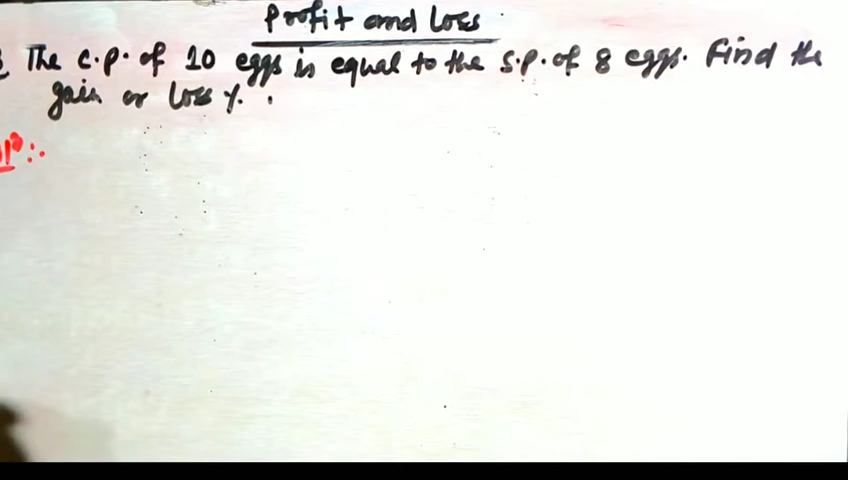 Profit and Loss
The C.P. of 10 eggs is equal to the S.P. of 8 eggs. Find the
gain or loss %.